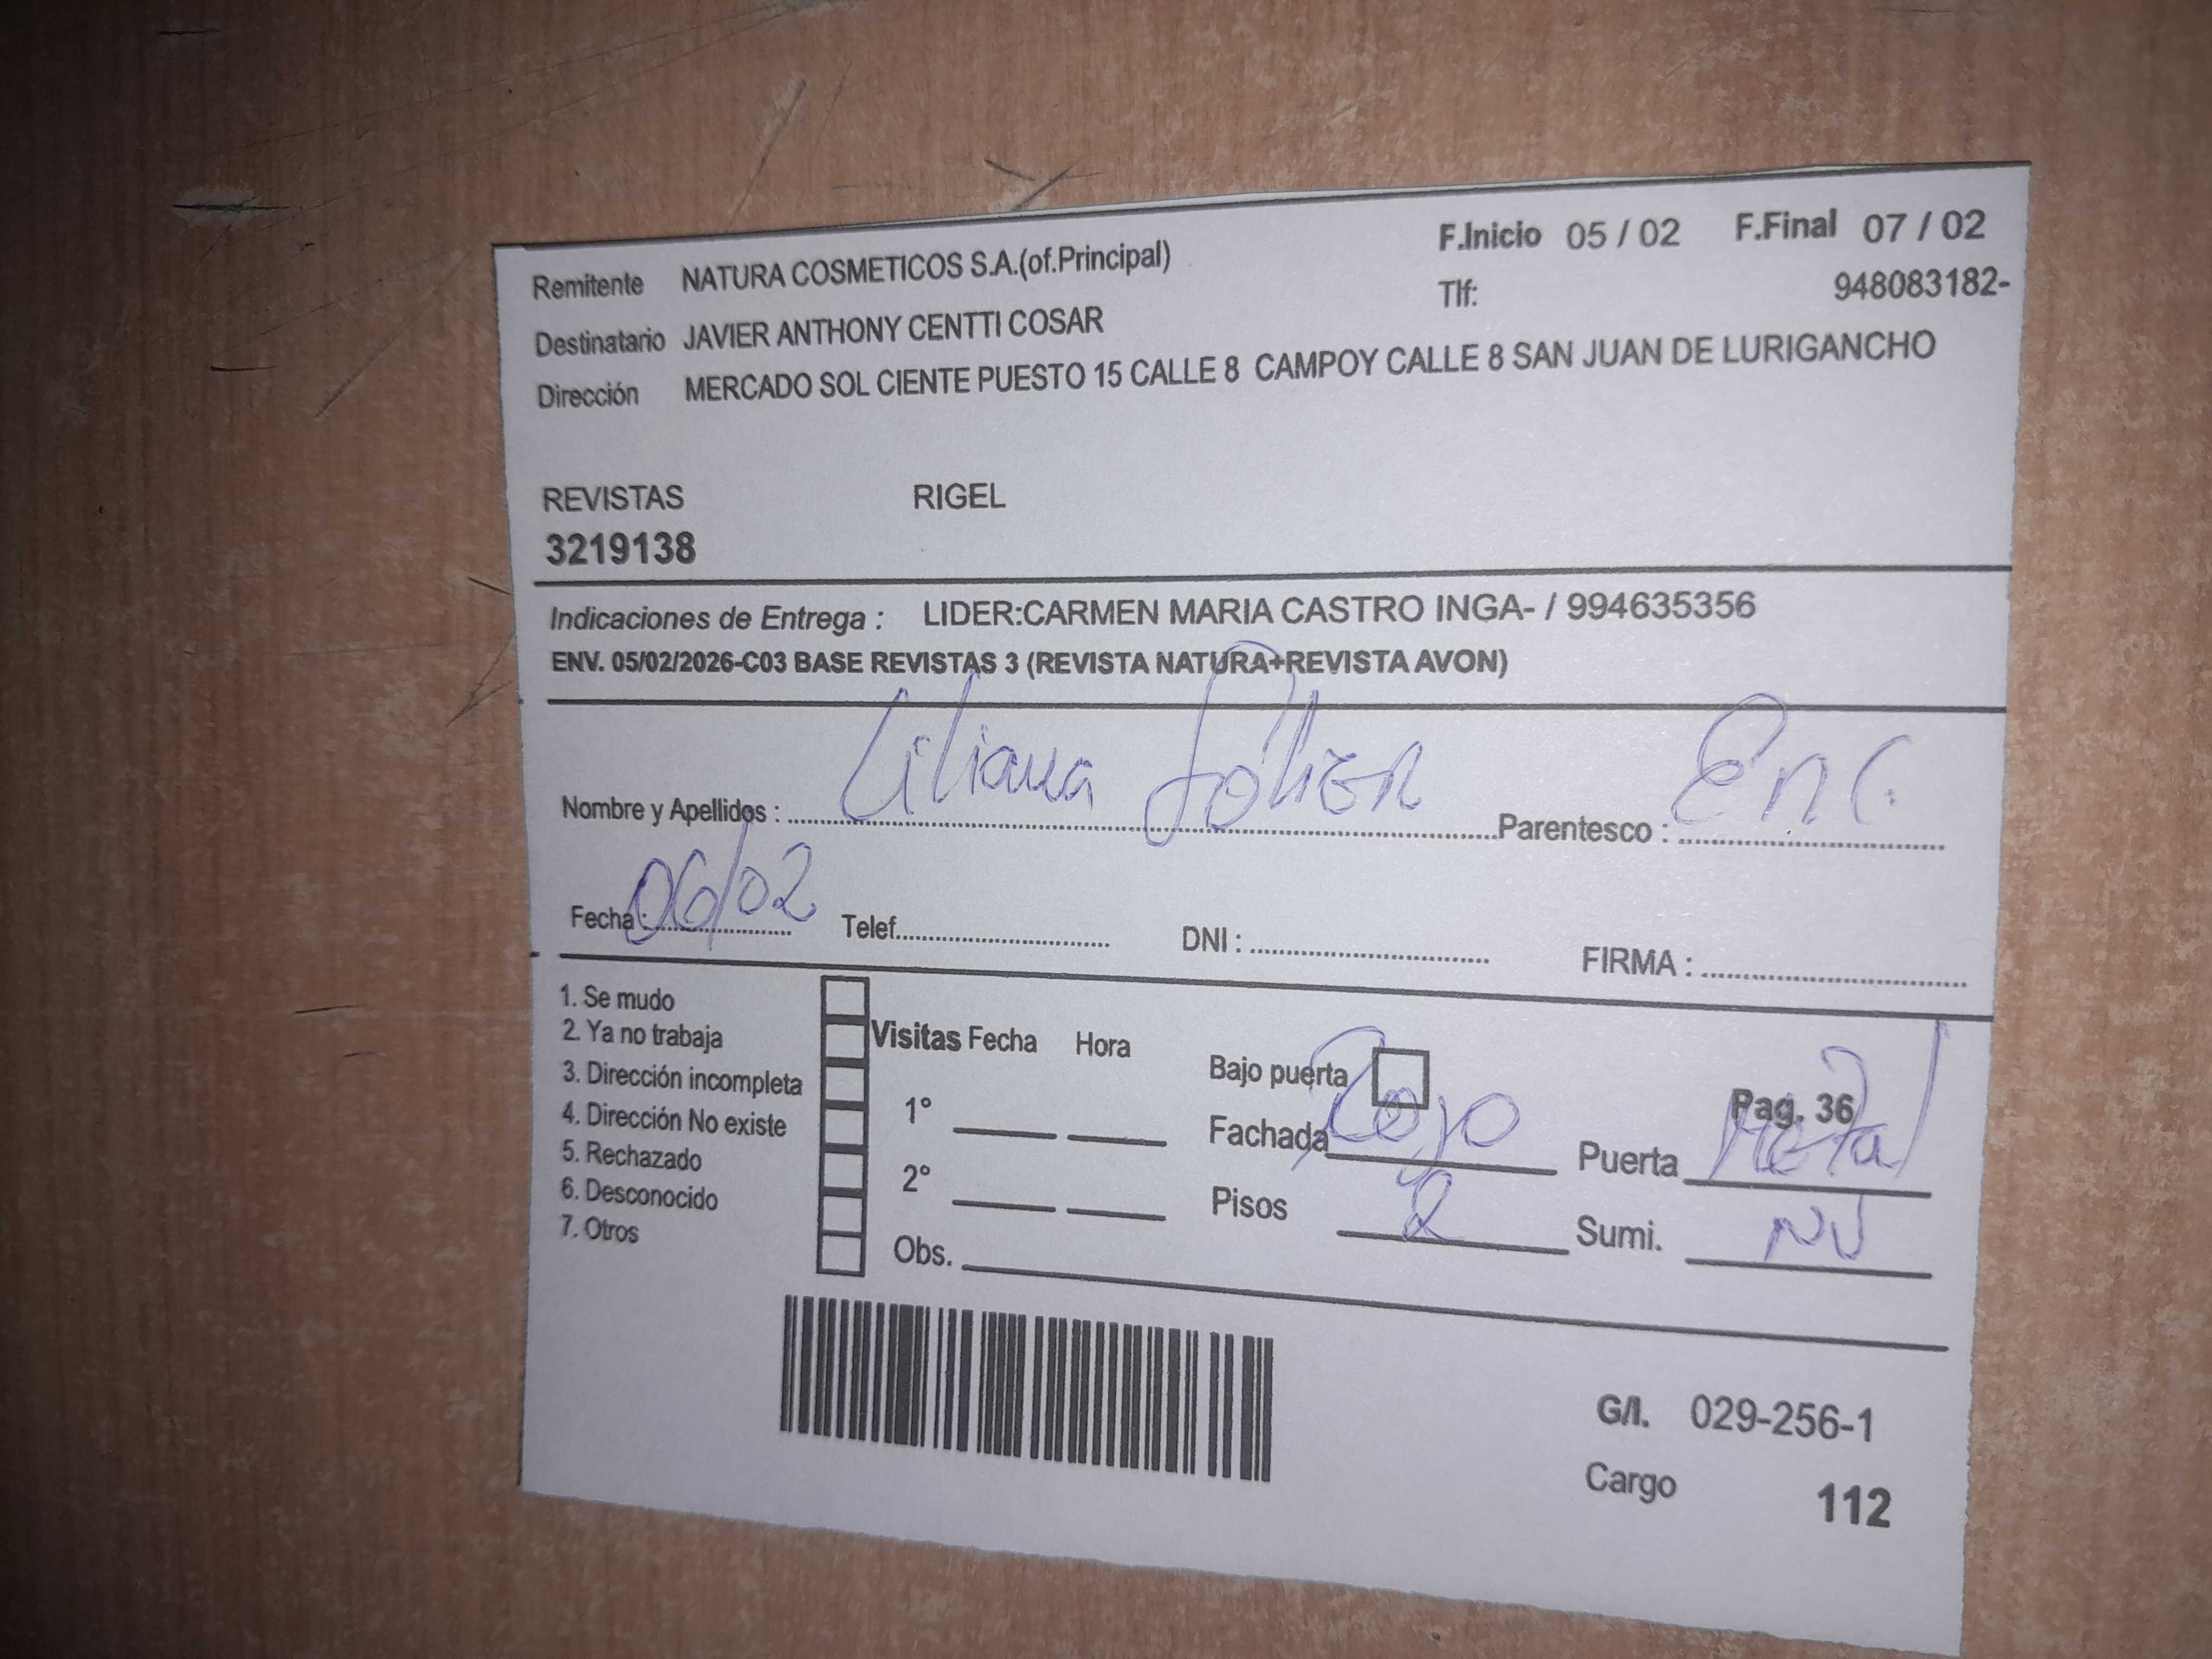 Remitente NATURA COSMETICOS S.A.(of.Principal) F.Inicio 05 / 02 F.Final 07 / 02
Destinatario JAVIER ANTHONY CENTTI COSAR Tlf: 948083182-
Dirección MERCADO SOL CIENTE PUESTO 15 CALLE 8 CAMPOY CALLE 8 SAN JUAN DE LURIGANCHO
REVISTAS RIGEL
3219138
Indicaciones de Entrega : LIDER:CARMEN MARIA CASTRO INGA- / 994635356
ENV. 05/02/2026-C03 BASE REVISTAS 3 (REVISTA NATURA+REVISTA AVON)
Nombre y Apellidos : Liliana Parentesco : Enc.
Fecha : 06/02 Telef. DNI : FIRMA :
1. Se mudo
2. Ya no trabaja Visitas Fecha Hora
3. Dirección incompleta Bajo puerta Pag. 36
4. Dirección No existe 1° Fachada Rojo Puerta Metal
5. Rechazado
6. Desconocido 2° Pisos 2 Sumi.
7. Otros Obs.
G/I. 029-256-1
Cargo 112